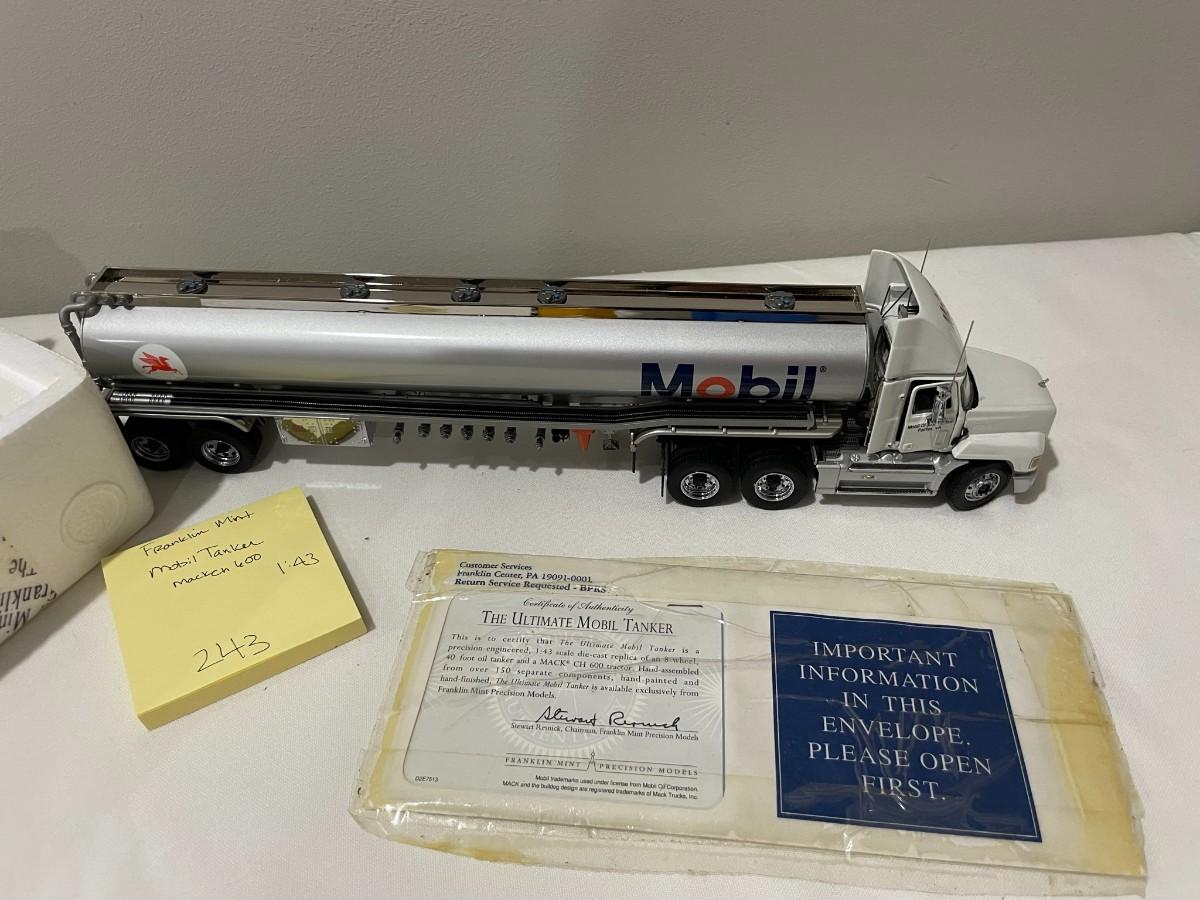 Mobil®
Franklin Mint
Mobil Tanker
Mack CH 600
1:43
243
The
Franklin
Mint
Customer Services
Franklin Center, PA 19091-0001
Return Service Requested - BPRS
Certificate of Authenticity
THE ULTIMATE MOBIL TANKER
This is to certify that The Ultimate Mobil Tanker is a
precision engineered, 1:43 scale die-cast replica of an 8-wheel,
40 foot oil tanker and a MACK® CH 600 tractor. Hand-assembled
from over 150 separate components, hand-painted and
hand-finished, The Ultimate Mobil Tanker is available exclusively from
Franklin Mint Precision Models.
Stewart Resnick
Stewart Resnick, Chairman, Franklin Mint Precision Models
FRANKLIN MINT PRECISION MODELS
Mobil trademarks used under license from Mobil Oil Corporation.
MACK and the bulldog design are registered trademarks of Mack Trucks, Inc.
D2E7513
IMPORTANT
INFORMATION
IN THIS
ENVELOPE.
PLEASE OPEN
FIRST.